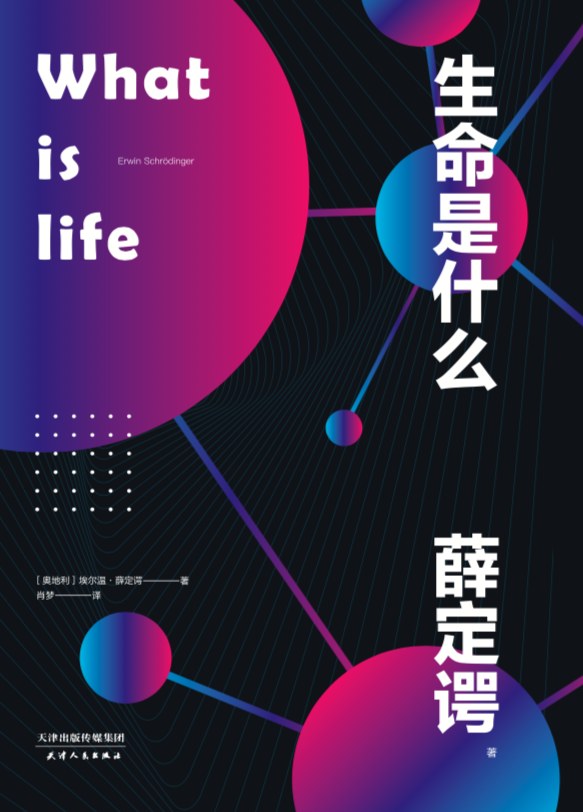 What
is
Erwin Schrödinger
life
生命是什么
薛定谔
著
[ 奥地利 ] 埃尔温·薛定谔————著
肖梦————译
天津出版传媒集团
天津人民出版社